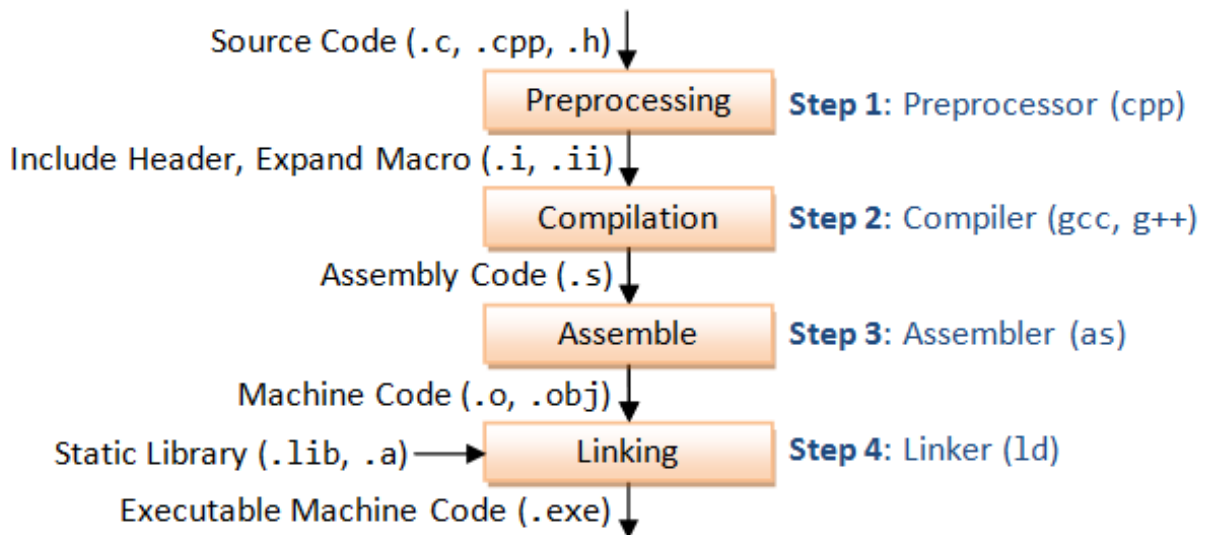 Source Code (.c, .cpp, .h)
Preprocessing
Step 1: Preprocessor (cpp)
Include Header, Expand Macro (.i, .ii)
Compilation
Step 2: Compiler (gcc, g++)
Assembly Code (.s)
Assemble
Step 3: Assembler (as)
Machine Code (.o, .obj)
Static Library (.lib, .a)
Linking
Step 4: Linker (ld)
Executable Machine Code (.exe)